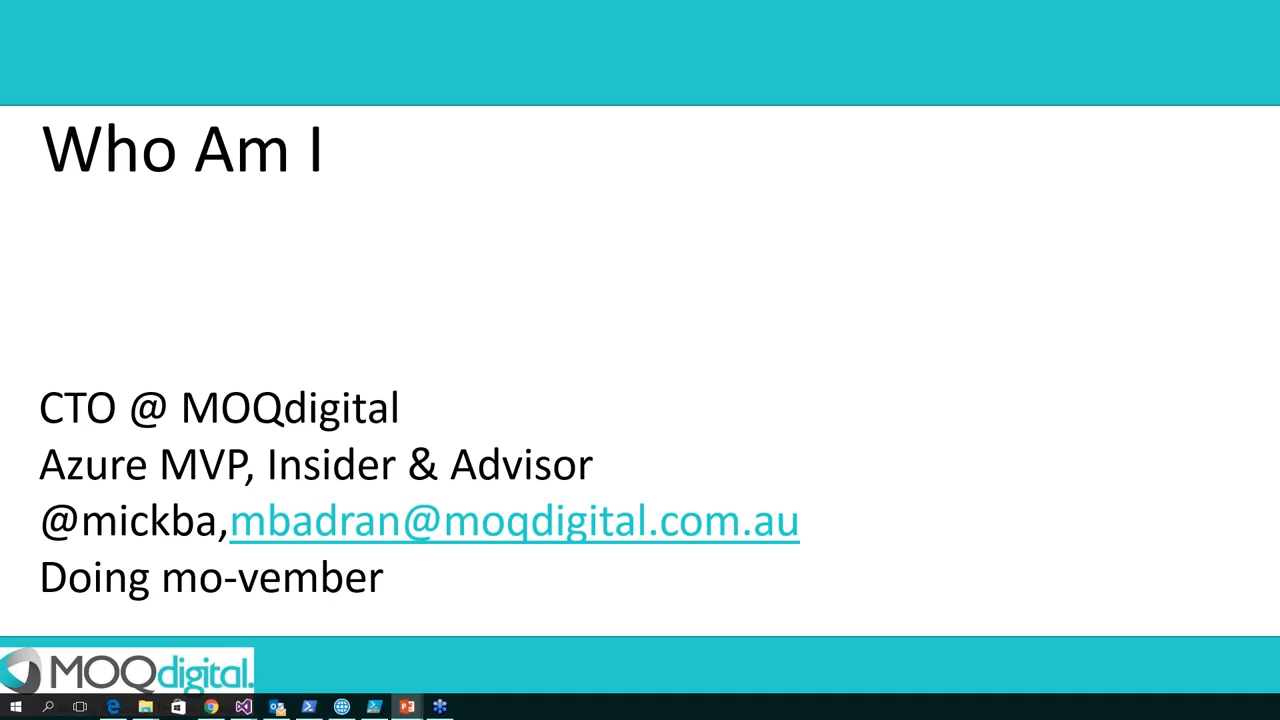 Who Am I
CTO @ MOQdigital
Azure MVP, Insider & Advisor
@mickba,mbadran@moqdigital.com.au
Doing mo-vember
MOQdigital.